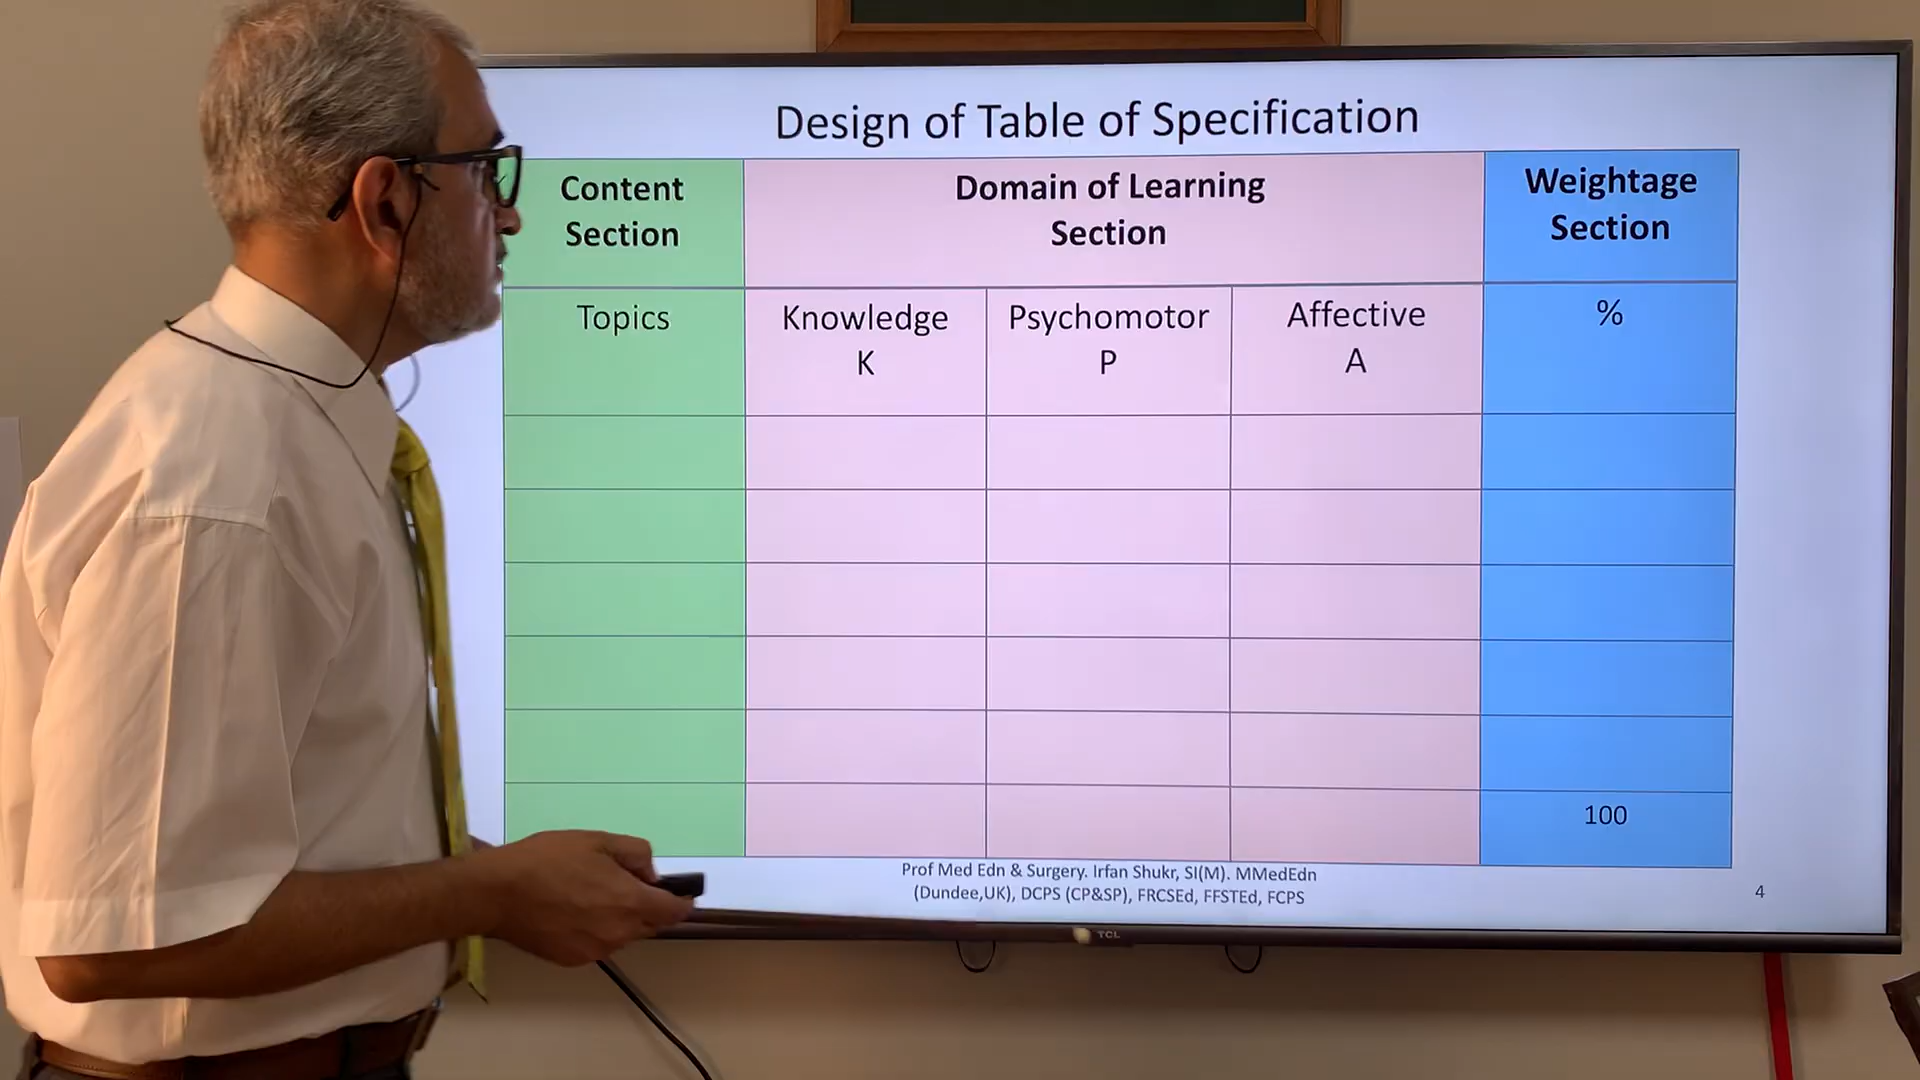 Design of Table of Specification
Content
Section
Domain of Learning
Section
Weightage
Section
Topics
Knowledge
K
Psychomotor
P
Affective
A
%
100
Prof Med Edn & Surgery. Irfan Shukr, SI(M). MMedEdn
(Dundee,UK), DCPS (CP&SP), FRCSEd, FFSTEd, FCPS
4
TCL